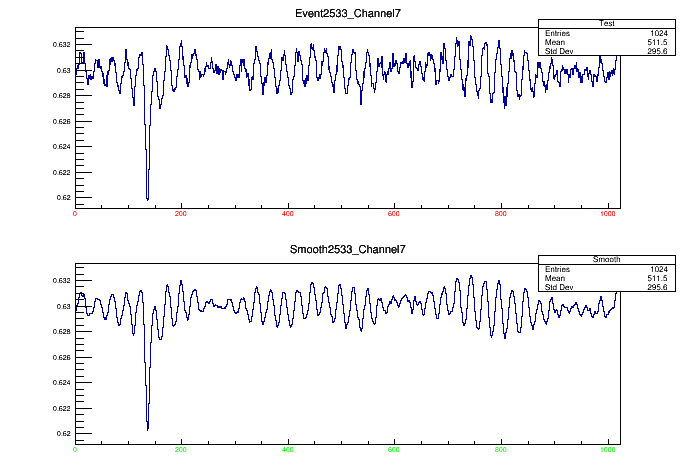 Event2533_Channel7
Test
Entries 1024
Mean 511.5
Std Dev 295.6
0.632
0.63
0.628
0.626
0.624
0.622
0.62
0 200 400 600 800 1000
Smooth2533_Channel7
Smooth
Entries 1024
Mean 511.5
Std Dev 295.6
0.632
0.63
0.628
0.626
0.624
0.622
0.62
0 200 400 600 800 1000